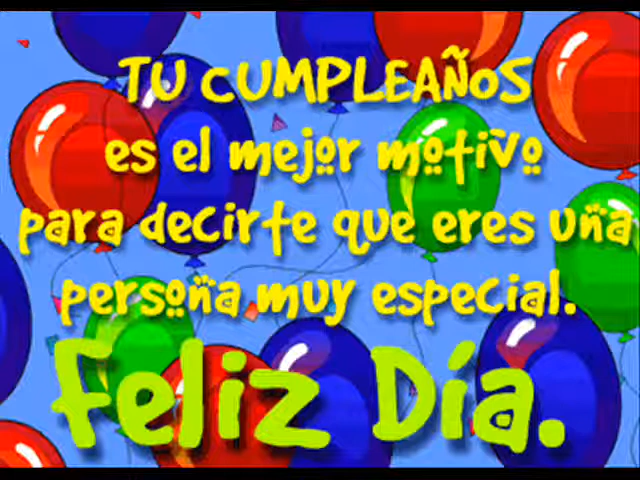 TU CUMPLEAÑOS
es el mejor motivo
para decirte que eres una
persona muy especial.
Feliz Día.